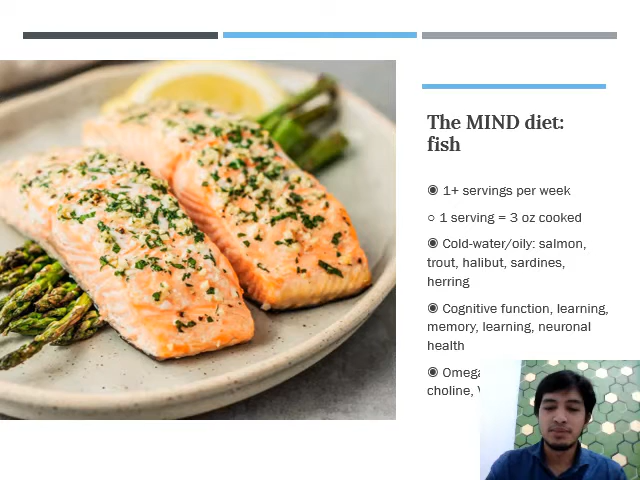 The MIND diet:
fish
◉ 1+ servings per week
○ 1 serving = 3 oz cooked
◉ Cold-water/oily: salmon,
trout, halibut, sardines,
herring
◉ Cognitive function, learning,
memory, learning, neuronal
health
◉ Omega
choline,